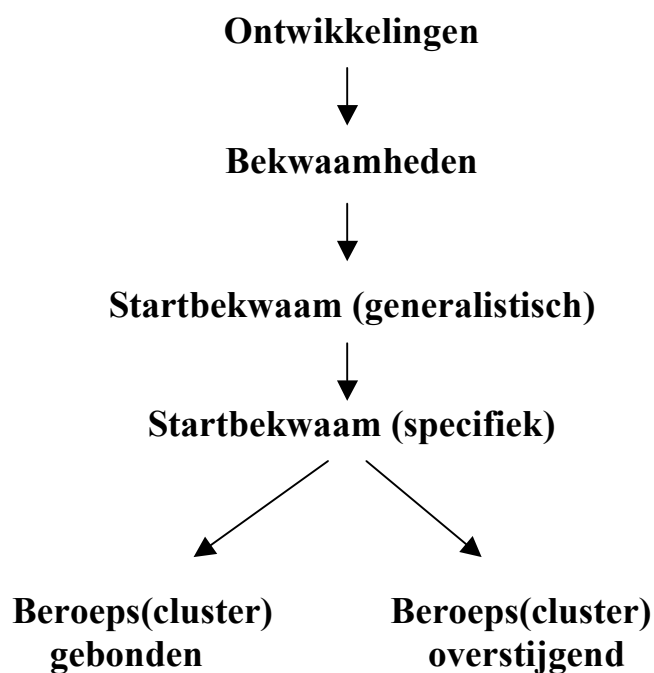 Ontwikkelingen
Bekwaamheden
Startbekwaam (generalistisch)
Startbekwaam (specifiek)
Beroeps(cluster)
gebonden
Beroeps(cluster)
overstijgend